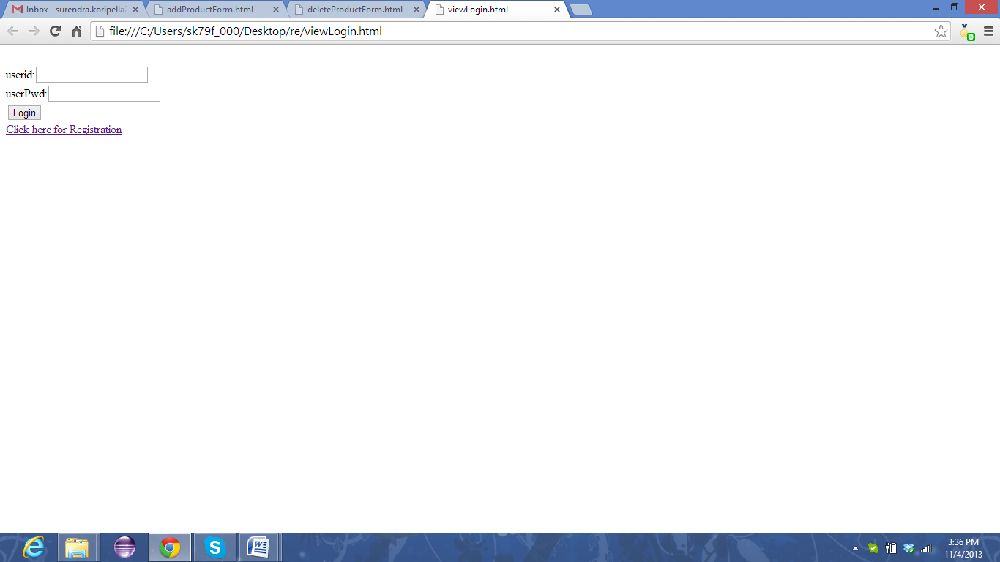 Inbox - surendra.koripella
addProductForm.html
deleteProductForm.html
viewLogin.html
file:///C:/Users/sk79f_000/Desktop/re/viewLogin.html
0
userid:
userPwd:
Login
Click here for Registration
3:36 PM
11/4/2013